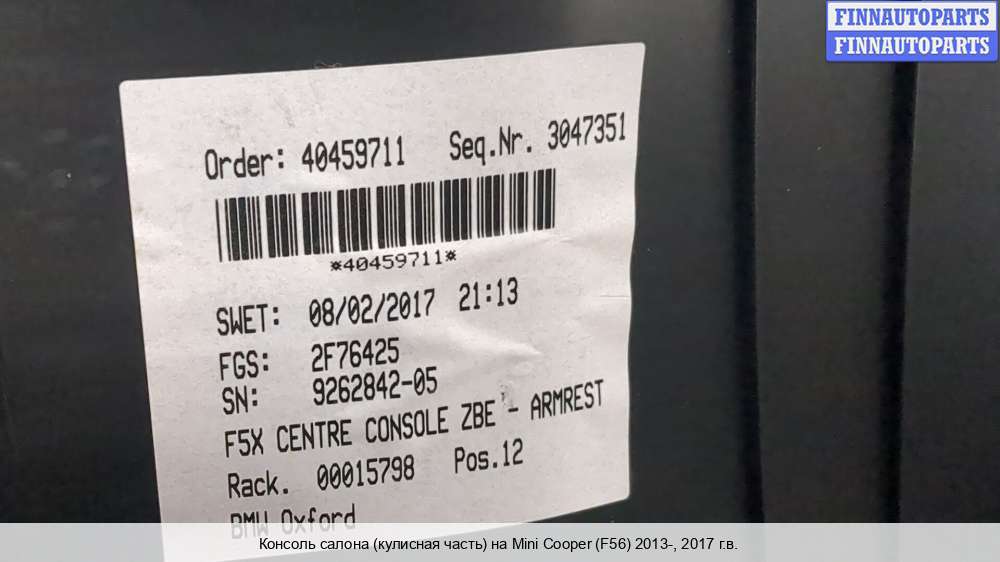 FINNAUTOPARTS
FINNAUTOPARTS
Order: 40459711 Seq.Nr. 3047351
*40459711*
SWET: 08/02/2017 21:13
FGS: 2F76425
SN: 9262842-05
F5X CENTRE CONSOLE ZBE - ARMREST
Rack. 00015798 Pos.12
BMW Oxford
Консоль салона (кулисная часть) на Mini Cooper (F56) 2013-, 2017 г.в.